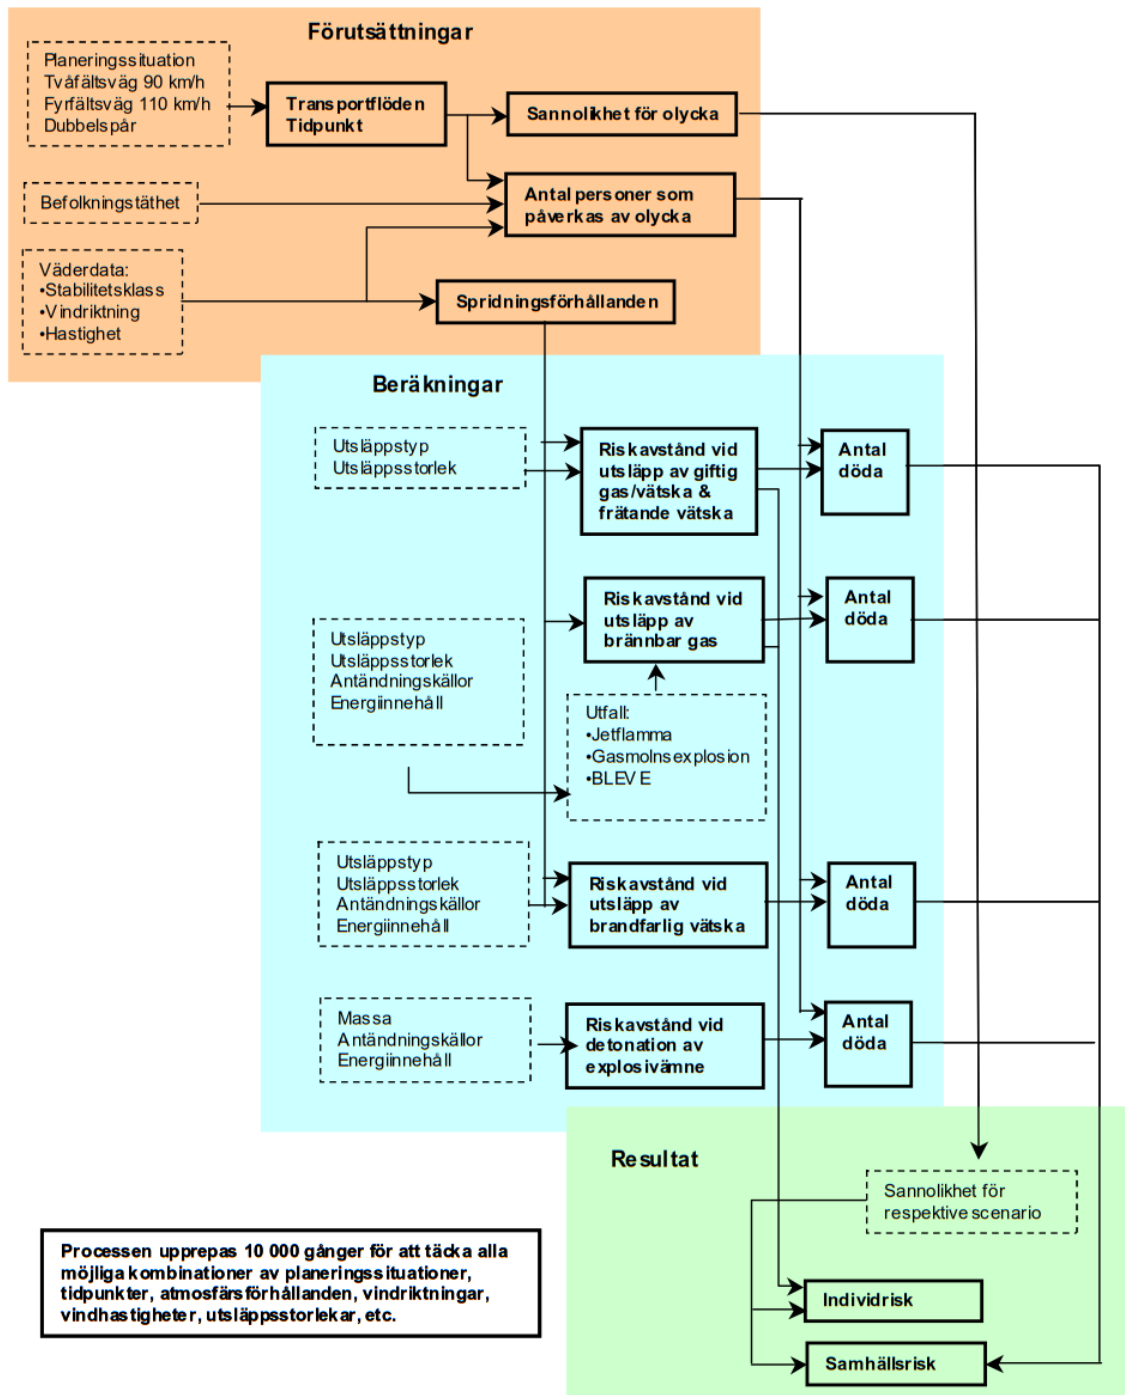 Förutsättningar
Planeringssituation
Tvåfältsväg 90 km/h
Fyrfältsväg 110 km/h
Dubbelspår
Transportflöden
Tidpunkt
Sannolikhet för olycka
Befolkningstäthet
Antal personer som
påverkas av olycka
Väderdata:
•Stabilitetsklass
•Vindriktning
•Hastighet
Spridningsförhållanden
Beräkningar
Utsläppstyp
Utsläppsstorlek
Riskavstånd vid
utsläpp av giftig
gas/vätska &
frätande vätska
Antal
döda
Utsläppstyp
Utsläppsstorlek
Antändningskällor
Energiinnehåll
Riskavstånd vid
utsläpp av
brännbar gas
Antal
döda
Utfall:
•Jetflamma
•Gasmolnsexplosion
•BLEVE
Utsläppstyp
Utsläppsstorlek
Antändningskällor
Energiinnehåll
Riskavstånd vid
utsläpp av
brandfarlig vätska
Antal
döda
Massa
Antändningskällor
Energiinnehåll
Riskavstånd vid
detonation av
explosivämne
Antal
döda
Resultat
Sannolikhet för
respektive scenario
Individrisk
Samhällsrisk
Processen upprepas 10 000 gånger för att täcka alla
möjliga kombinationer av planeringssituationer,
tidpunkter, atmosfärsförhållanden, vindriktningar,
vindhastigheter, utsläppsstorlekar, etc.